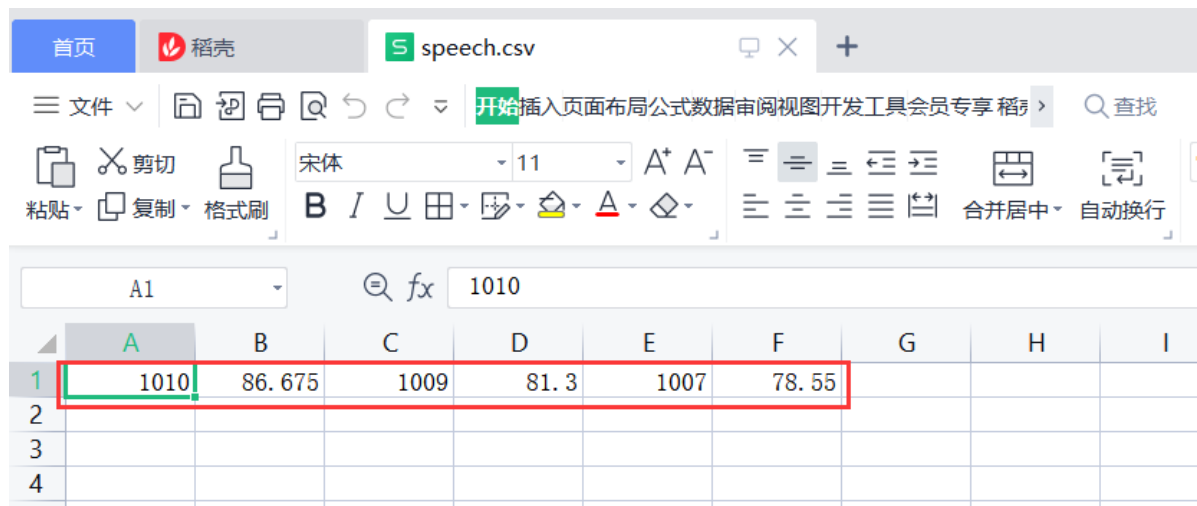 首页 稻壳 S speech.csv
文件 开始 插入 页面布局 公式 数据 审阅 视图 开发工具 会员专享 稻壳 查找
剪切 宋体 11 A+ A-
粘贴 复制 格式刷 B I U A 合并居中 自动换行
A1 fx 1010
A B C D E F G H I
1 1010 86.675 1009 81.3 1007 78.55
2
3
4